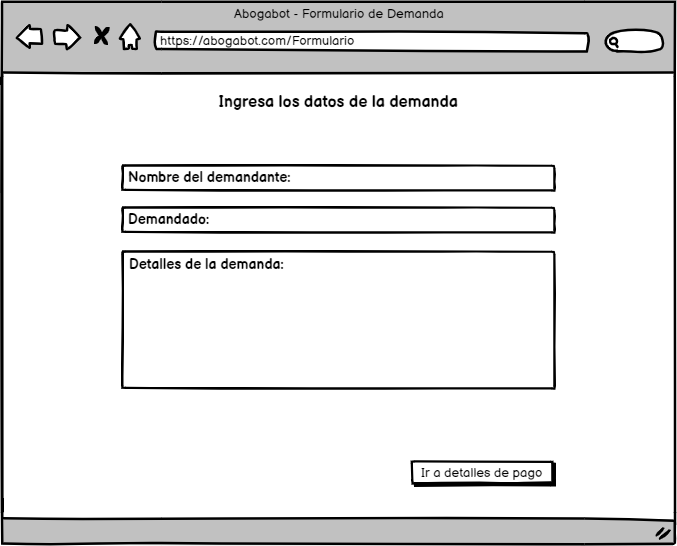 Abogabot - Formulario de Demanda
https://abogabot.com/Formulario
Ingresa los datos de la demanda
Nombre del demandante:
Demandado:
Detalles de la demanda:
Ir a detalles de pago